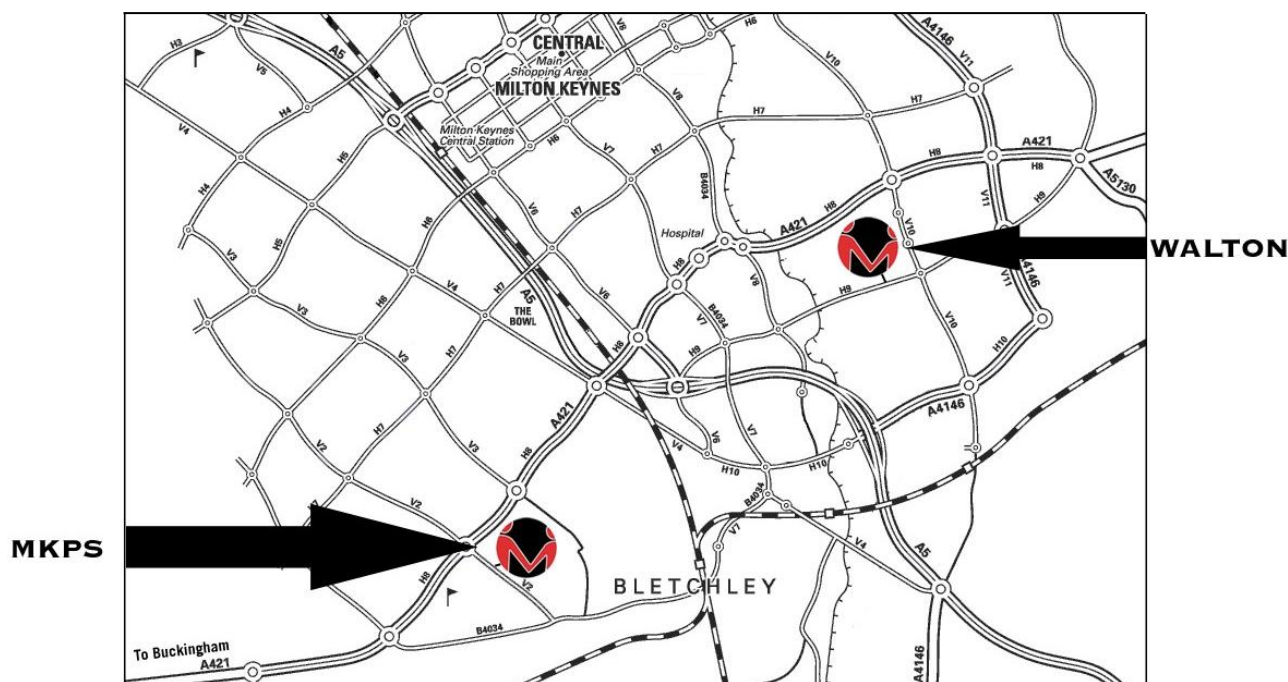 A5
H3
V5
V4
H4
H5
H4
CENTRAL
Main
Shopping Area
MILTON KEYNES
Milton Keynes
Central Station
V8
H6
V8
H6
V7
H7
H7
B4034
V10
A4146
V11
H7
H8
A421
H8
A5130
H9
V11
V10
WALTON
A4146
V11
Hospital
A421
H8
H8
V8
H9
V10
H10
V3
H5
H6
V6
H7
V4
H7
A5
THE
BOWL
V6
H6
V3
V3
H7
H8
V7
B4034
H9
A421
H8
V3
H7
V2
V4
V6
V7
H10
H10
A4146
V2
B4034
V7
V4
A5
MKPS
H8
V2
BLETCHLEY
B4034
To Buckingham
A421
A4146